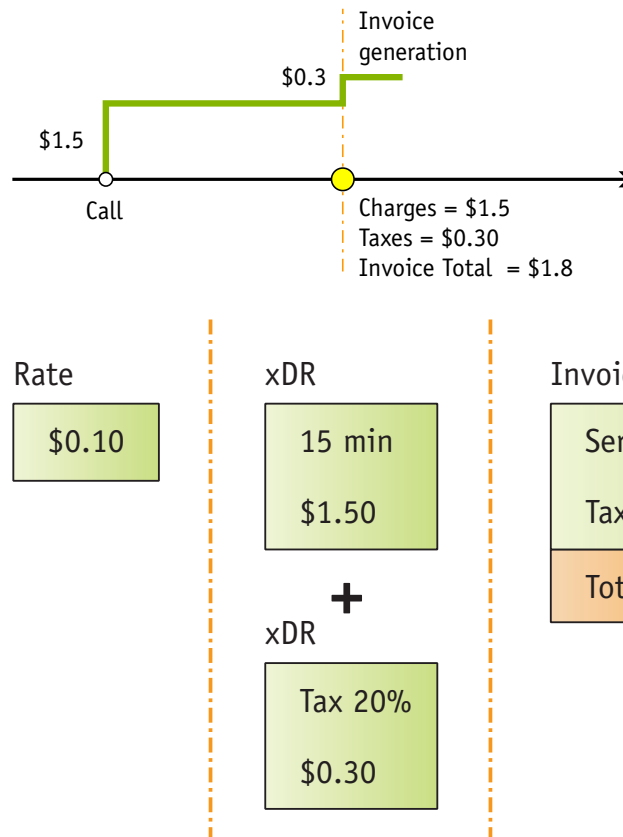 Invoice
generation
$0.3
$1.5
Call
Charges = $1.5
Taxes = $0.30
Invoice Total = $1.8
Rate
$0.10
xDR
15 min
$1.50
+
xDR
Tax 20%
$0.30